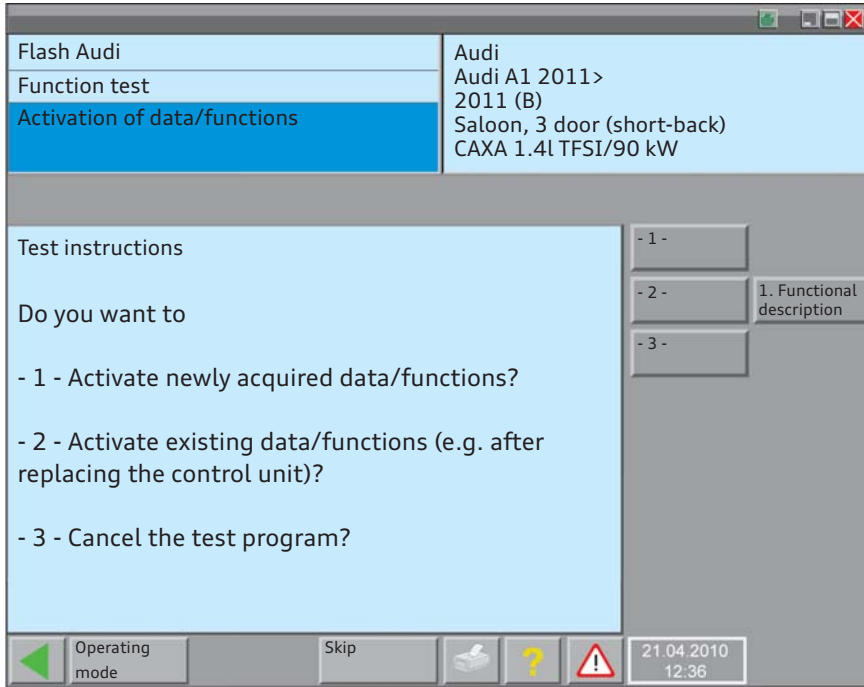 Flash Audi
Function test
Activation of data/functions
Audi
Audi A1 2011>
2011 (B)
Saloon, 3 door (short-back)
CAXA 1.4l TFSI/90 kW
Test instructions
Do you want to
- 1 - Activate newly acquired data/functions?
- 2 - Activate existing data/functions (e.g. after
replacing the control unit)?
- 3 - Cancel the test program?
- 1 -
- 2 -
1. Functional
description
- 3 -
Operating
mode
Skip
?
21.04.2010
12:36